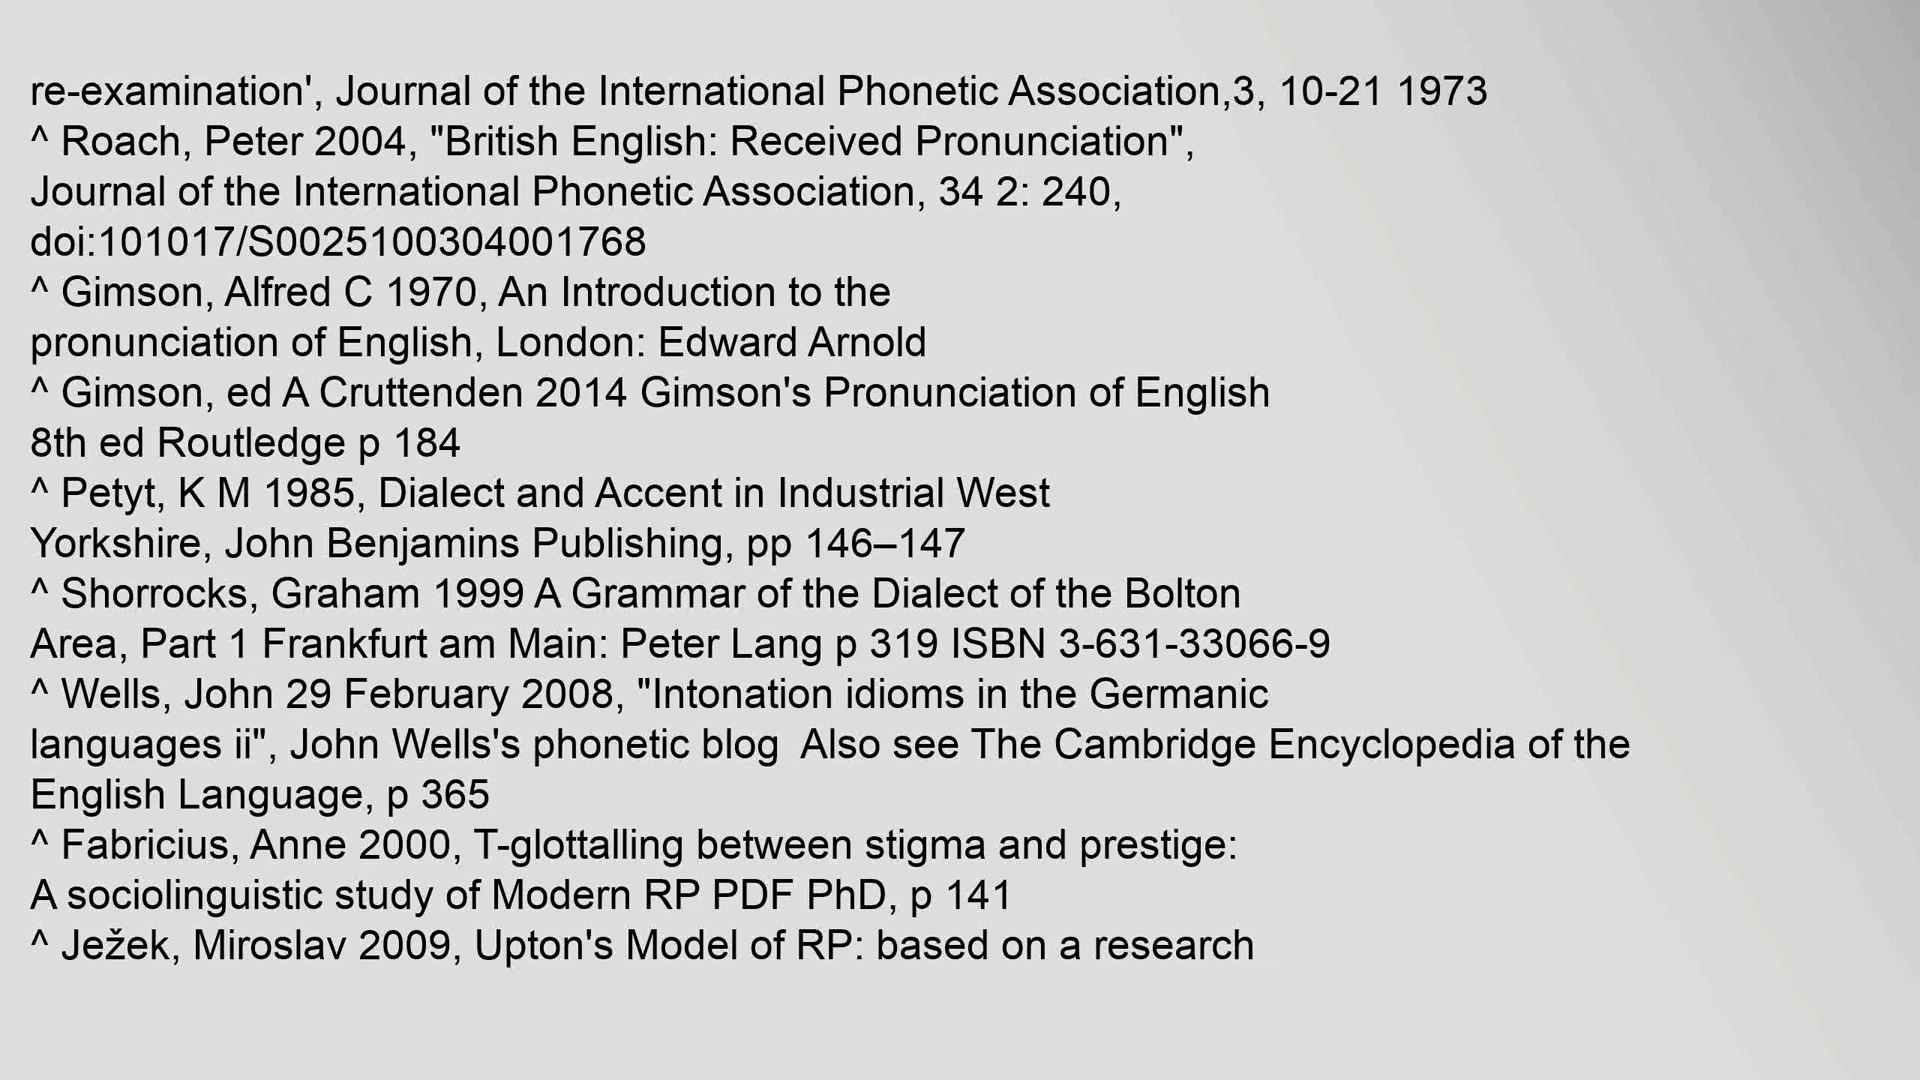 re-examination', Journal of the International Phonetic Association,3, 10-21 1973
^ Roach, Peter 2004, "British English: Received Pronunciation",
Journal of the International Phonetic Association, 34 2: 240,
doi:101017/S0025100304001768
^ Gimson, Alfred C 1970, An Introduction to the
pronunciation of English, London: Edward Arnold
^ Gimson, ed A Cruttenden 2014 Gimson's Pronunciation of English
8th ed Routledge p 184
^ Petyt, K M 1985, Dialect and Accent in Industrial West
Yorkshire, John Benjamins Publishing, pp 146–147
^ Shorrocks, Graham 1999 A Grammar of the Dialect of the Bolton
Area, Part 1 Frankfurt am Main: Peter Lang p 319 ISBN 3-631-33066-9
^ Wells, John 29 February 2008, "Intonation idioms in the Germanic
languages ii", John Wells's phonetic blog  Also see The Cambridge Encyclopedia of the
English Language, p 365
^ Fabricius, Anne 2000, T-glottalling between stigma and prestige:
A sociolinguistic study of Modern RP PDF PhD, p 141
^ Ježek, Miroslav 2009, Upton's Model of RP: based on a research